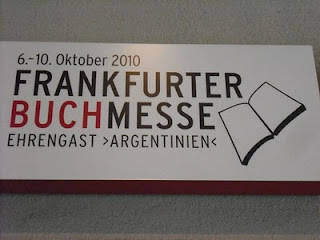 6.–10. Oktober 2010
FRANKFURTER
BUCHMESSE
EHRENGAST >ARGENTINIEN<